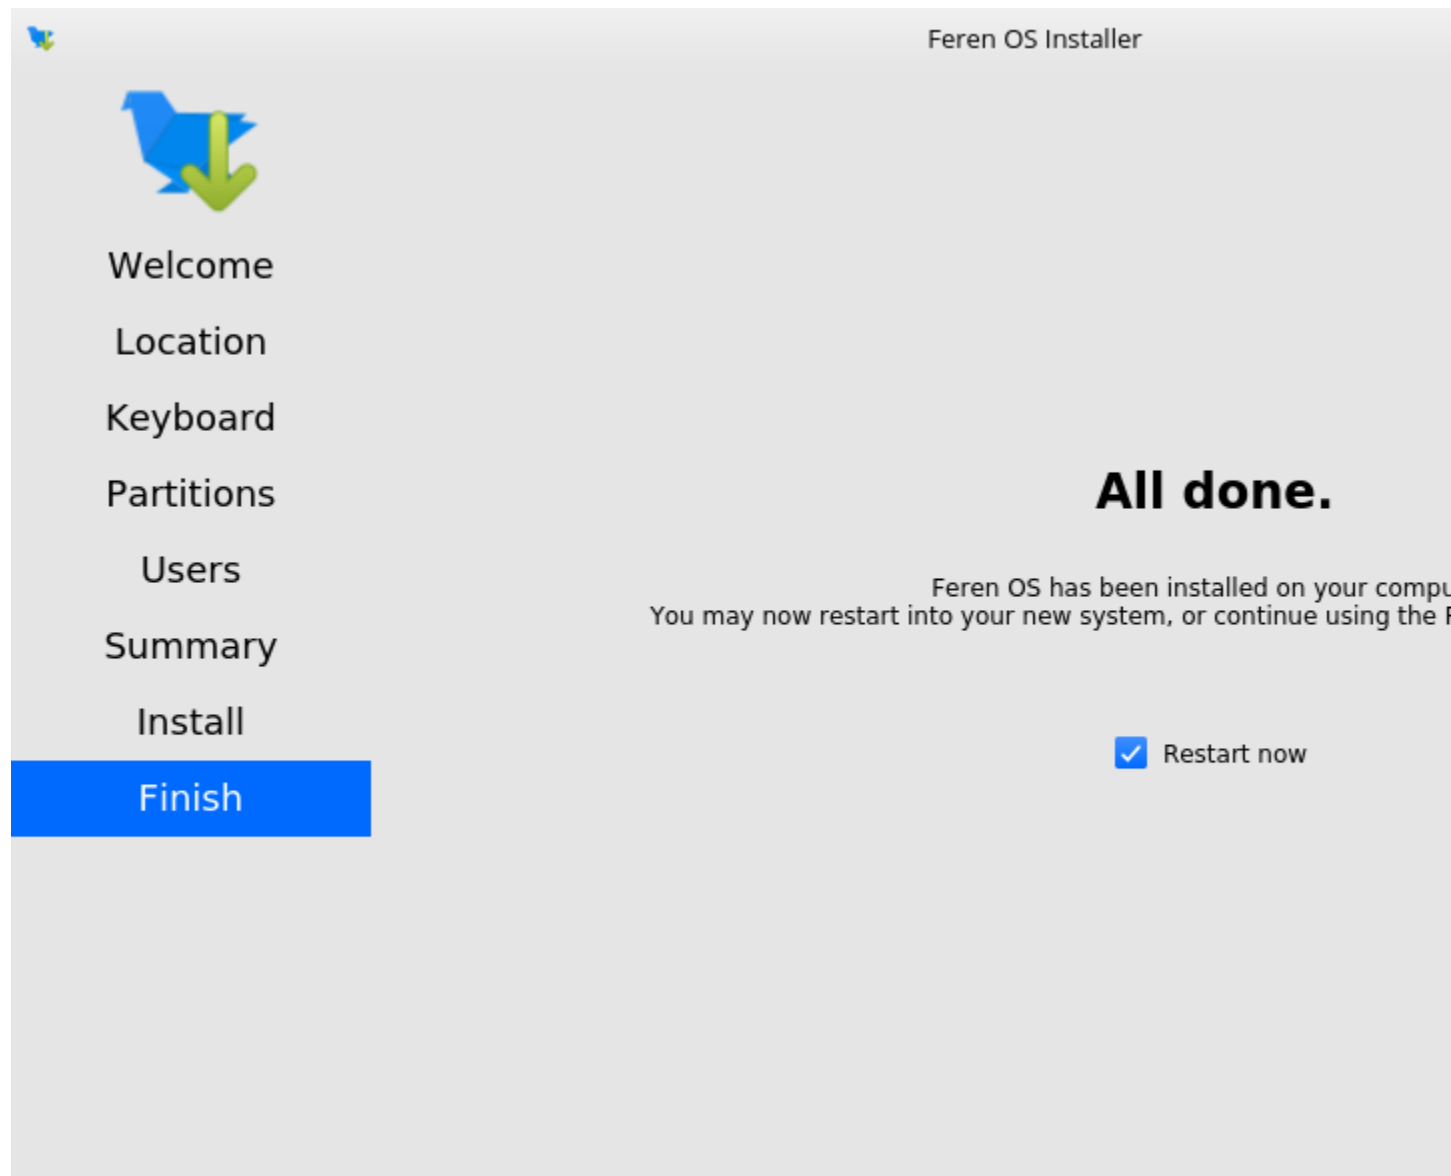 Feren OS Installer
Welcome
Location
Keyboard
Partitions
Users
Summary
Install
Finish
All done.
Feren OS has been installed on your
You may now restart into your new system, or continue using the
Restart now